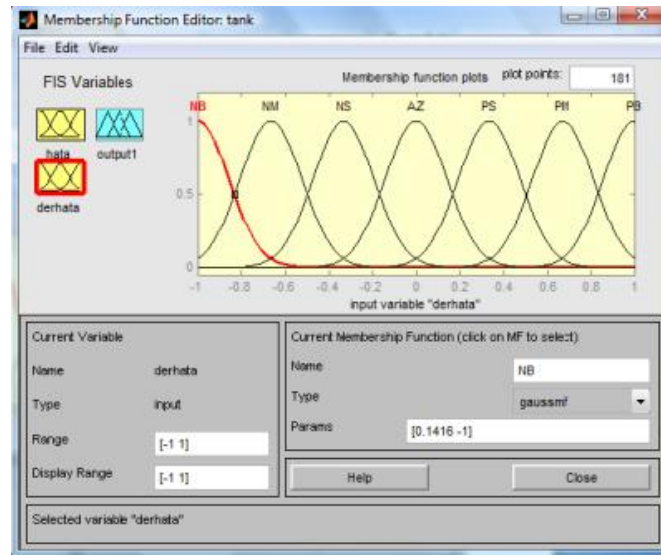 Membership Function Editor: tank
File Edit View
FIS Variables
hata
output1
derhata
Membership function plots
plot points:
181
NB NM NS AZ PS PM PB
1
0.5
0
-1 -0.8 -0.6 -0.4 -0.2 0 0.2 0.4 0.6 0.8 1
input variable "derhata"
Current Variable
Name derhata
Type input
Range [-1 1]
Display Range [-1 1]
Current Membership Function (click on MF to select)
Name NB
Type gaussmf
Params [0.1416 -1]
Help Close
Selected variable "derhata"